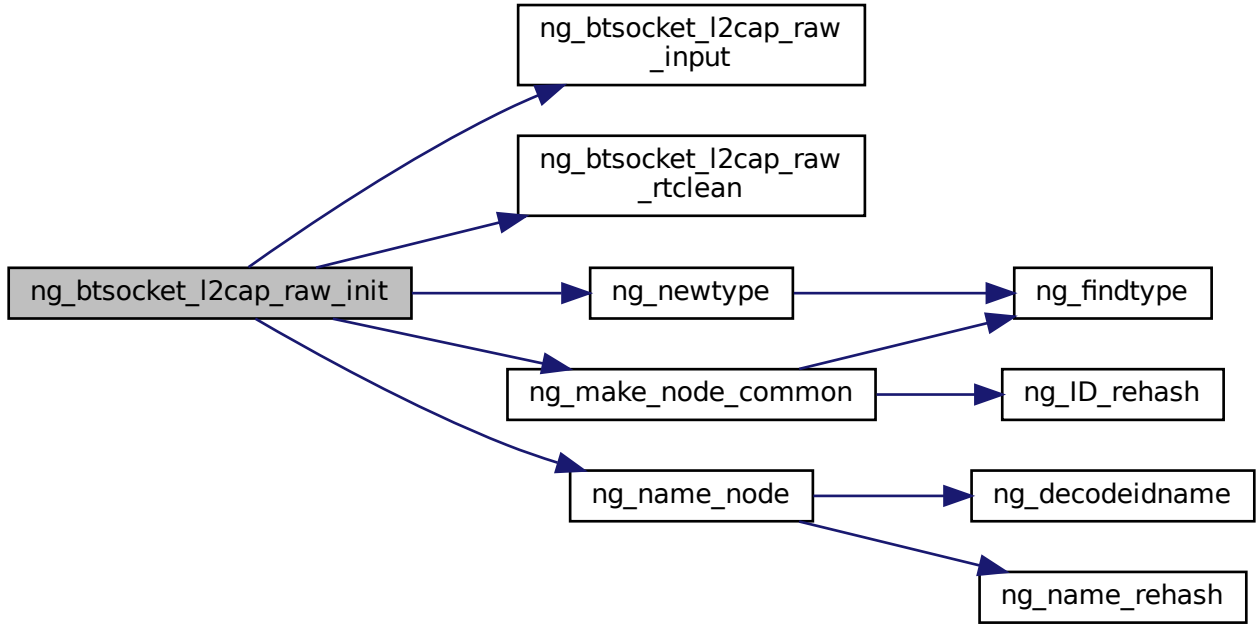 ng_btsocket_l2cap_raw
_input
ng_btsocket_l2cap_raw
_rtclean
ng_btsocket_l2cap_raw_init
ng_newtype
ng_findtype
ng_make_node_common
ng_ID_rehash
ng_name_node
ng_decodeidname
ng_name_rehash